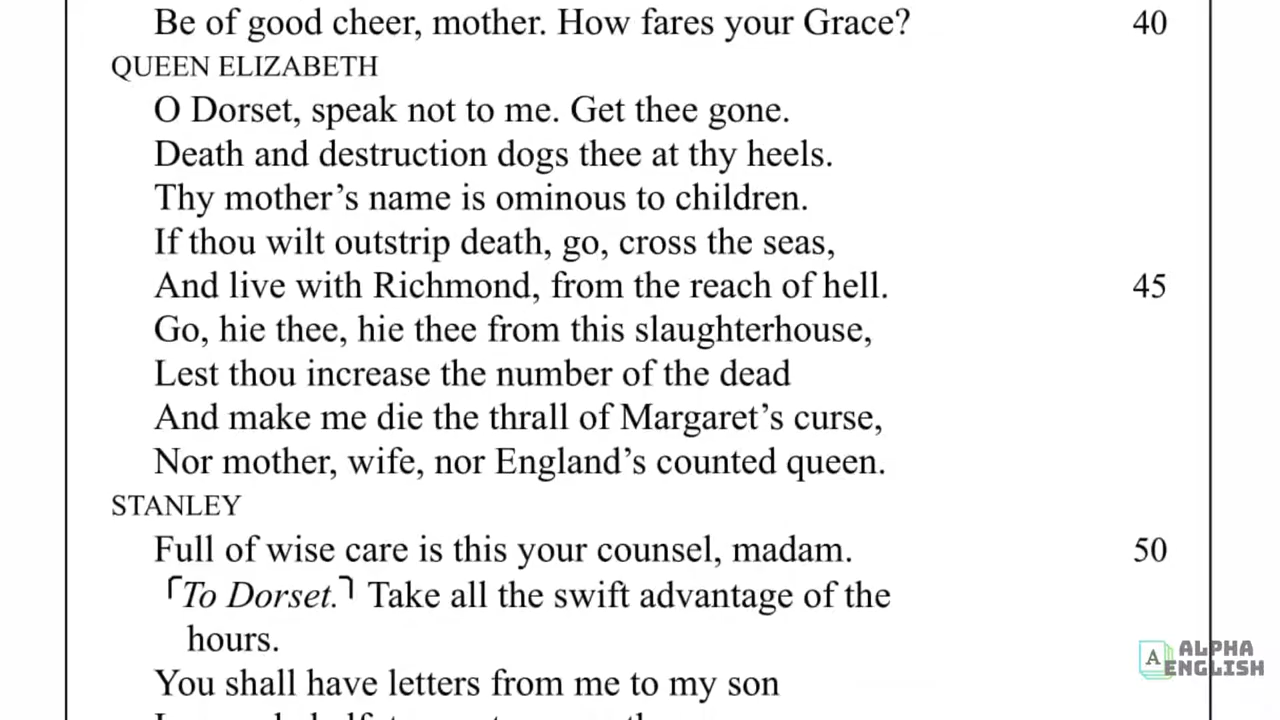 Be of good cheer, mother. How fares your Grace? 40
QUEEN ELIZABETH
O Dorset, speak not to me. Get thee gone.
Death and destruction dogs thee at thy heels.
Thy mother’s name is ominous to children.
If thou wilt outstrip death, go, cross the seas,
And live with Richmond, from the reach of hell. 45
Go, hie thee, hie thee from this slaughterhouse,
Lest thou increase the number of the dead
And make me die the thrall of Margaret’s curse,
Nor mother, wife, nor England’s counted queen.
STANLEY
Full of wise care is this your counsel, madam. 50
⌜To Dorset.⌝ Take all the swift advantage of the
hours.
You shall have letters from me to my son
A ALPHA
ENGLISH